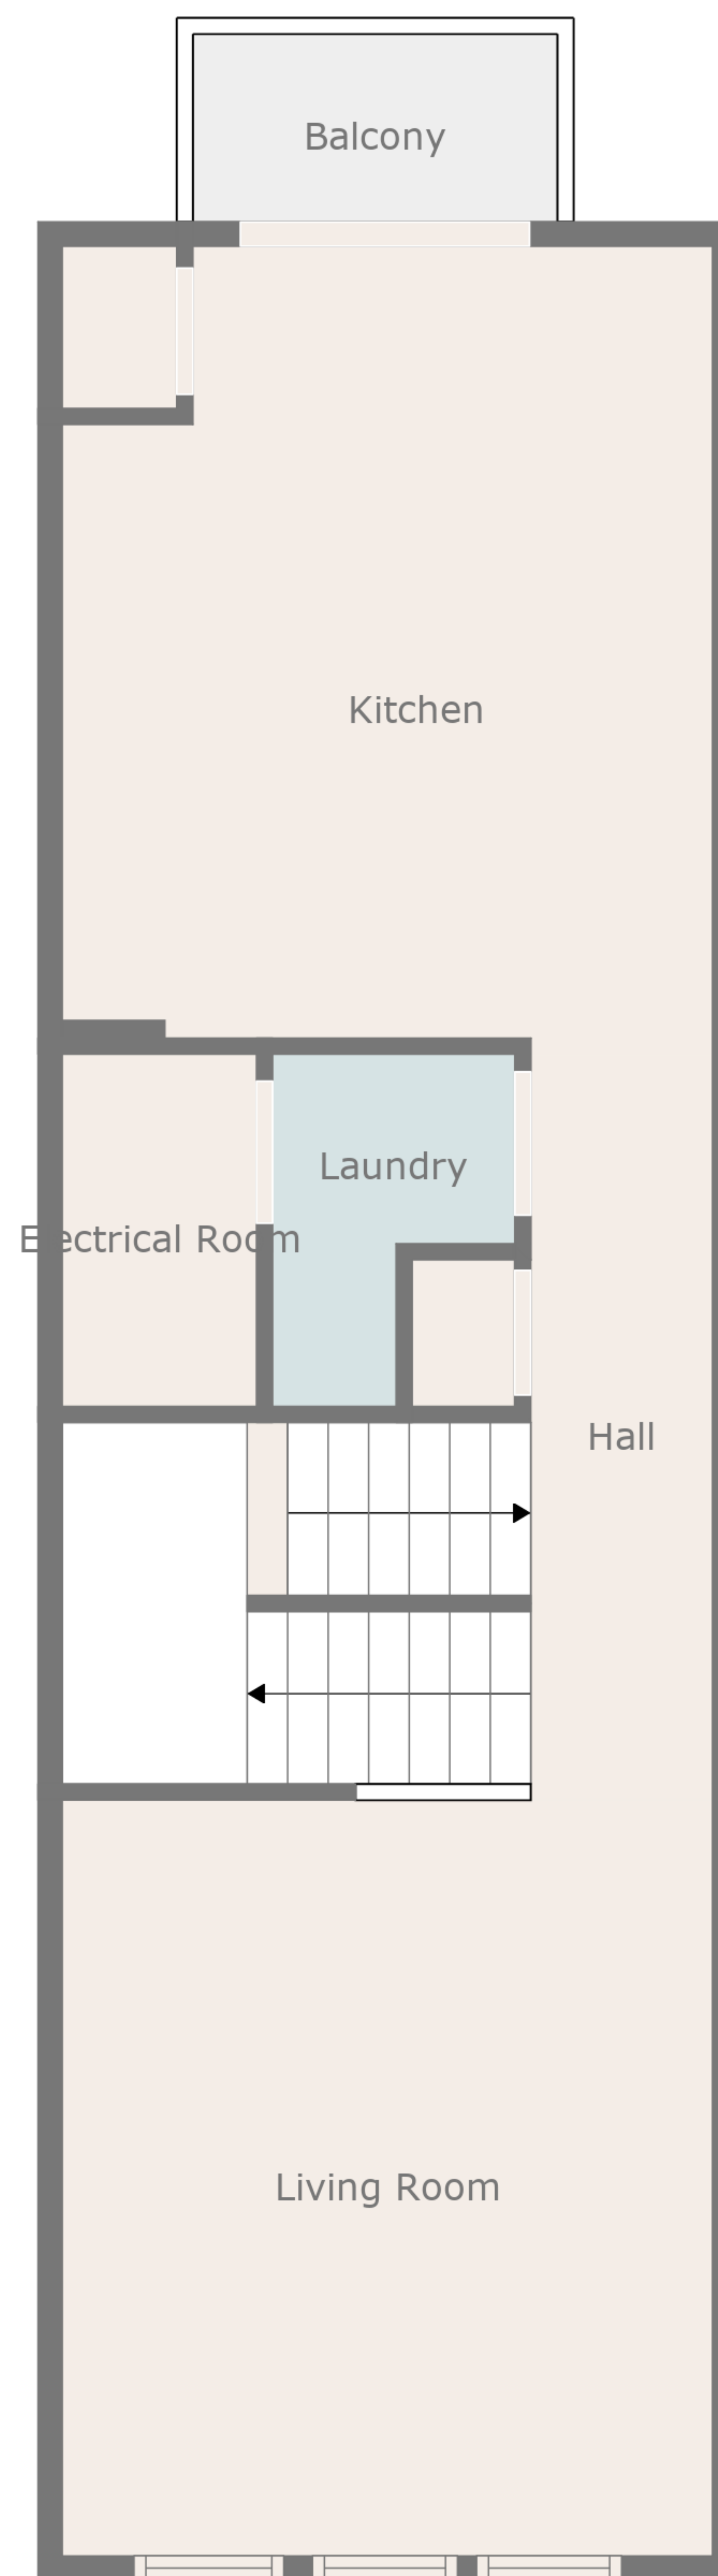 Balcony
Kitchen
Laundry
Electrical Room
Hall
Living Room